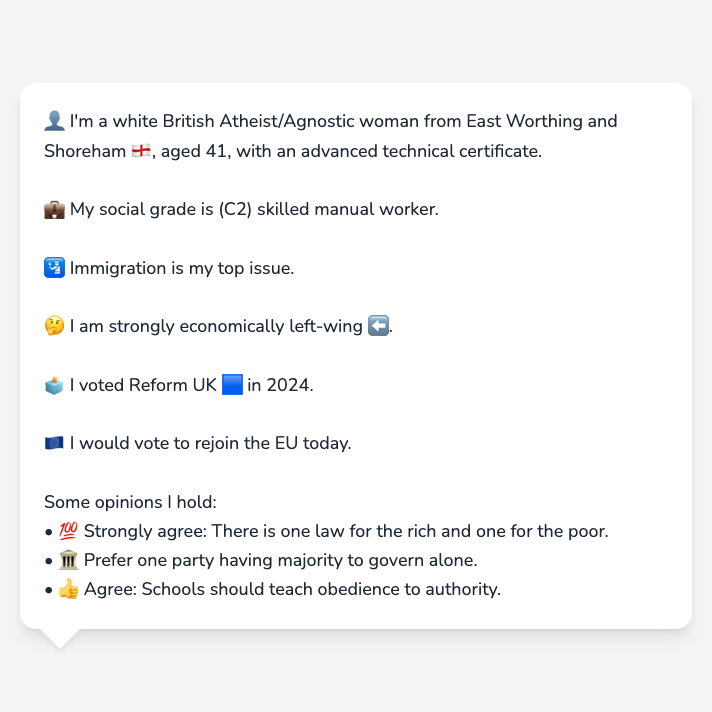 👤 I'm a white British Atheist/Agnostic woman from East Worthing and
Shoreham 🏴󠁧󠁢󠁥󠁮󠁧󠁿, aged 41, with an advanced technical certificate.
💼 My social grade is (C2) skilled manual worker.
🛂 Immigration is my top issue.
🤔 I am strongly economically left-wing ⬅️.
🗳️ I voted Reform UK 🟦 in 2024.
🇪🇺 I would vote to rejoin the EU today.
Some opinions I hold:
• 💯 Strongly agree: There is one law for the rich and one for the poor.
• 🏛️ Prefer one party having majority to govern alone.
• 👍 Agree: Schools should teach obedience to authority.